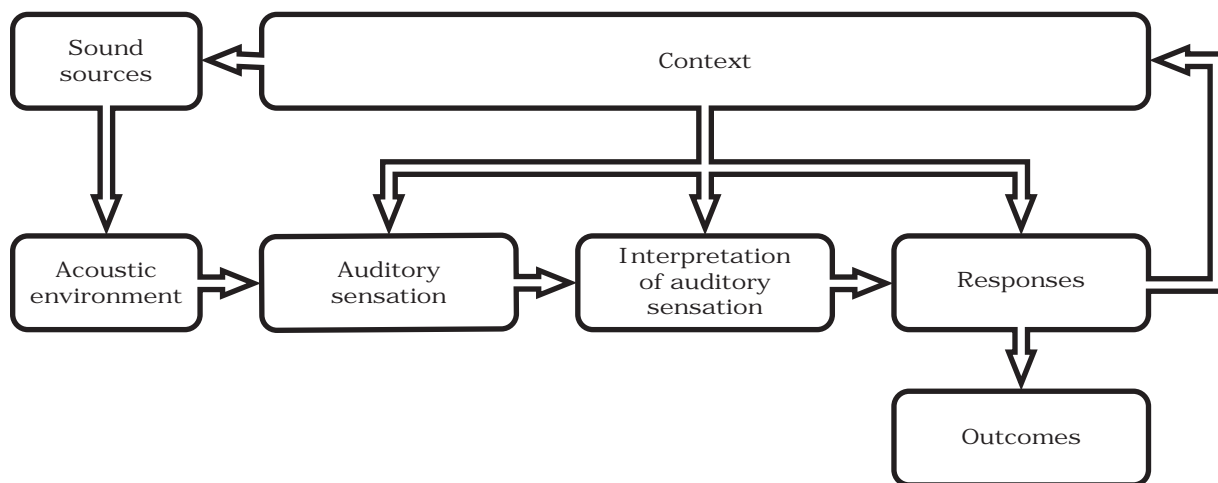 Sound
sources
Context
Acoustic
environment
Auditory
sensation
Interpretation
of auditory
sensation
Responses
Outcomes